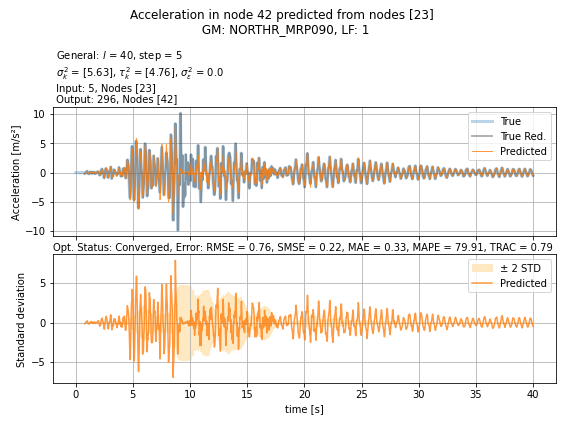 Acceleration in node 42 predicted from nodes [23]
GM: NORTHR_MRP090, LF: 1
General: l = 40, step = 5
σ²ₖ = [5.63], τ²ₖ = [4.76], σ²ε = 0.0
Input: 5, Nodes [23]
Output: 296, Nodes [42]
Acceleration [m/s²]
10
5
0
−5
−10
True
True Red.
Predicted
Opt. Status: Converged, Error: RMSE = 0.76, SMSE = 0.22, MAE = 0.33, MAPE = 79.91, TRAC = 0.79
Standard deviation
5
0
−5
± 2 STD
Predicted
0 5 10 15 20 25 30 35 40
time [s]